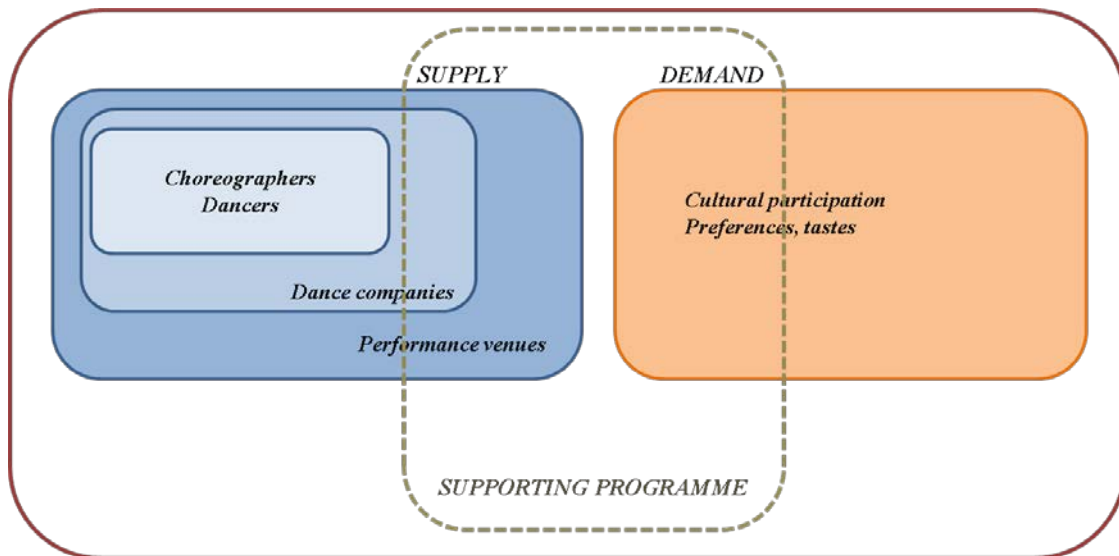 SUPPLY
DEMAND
Choreographers
Dancers
Dance companies
Performance venues
Cultural participation
Preferences, tastes
SUPPORTING PROGRAMME